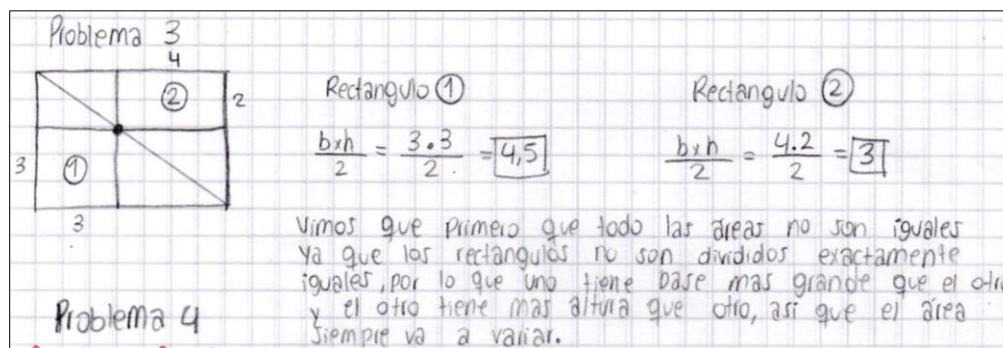 Problema 3
4
2
②
3
①
3
Rectangulo ①
b×h/2 = 3.3/2 = 4,5
Rectangulo ②
b×h/2 = 4.2/2 = 3
Vimos que primero que todo las áreas no son iguales
ya que los rectangulos no son divididos exactamente
iguales, por lo que uno tiene base mas grande que el otro
y el otro tiene mas altura que otro, asi que el área
siempre va a variar.
Problema 4